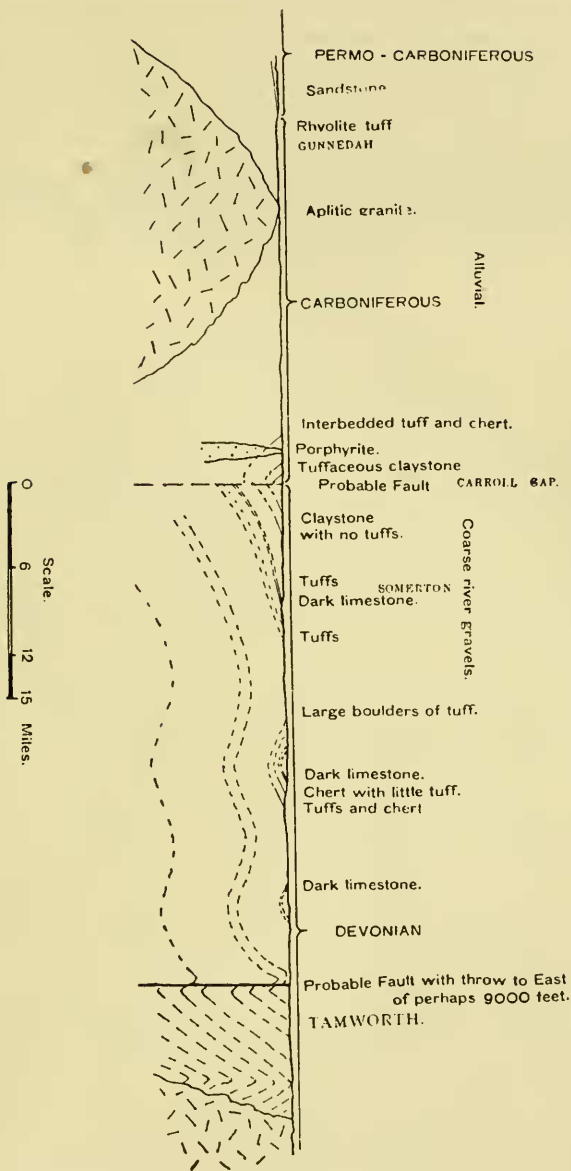 PERMO - CARBONIFEROUS
Sandstone
Rhyolite tuff
GUNNEDAH
Aplitic granite.
Alluvial.
CARBONIFEROUS
Interbedded tuff and chert.
Porphyrite.
Tuffaceous claystone
Probable Fault CARROLL GAP.
Claystone
with no tuffs.
Coarse river gravels.
Tuffs SOMERTON
Dark limestone.
Tuffs
Large boulders of tuff.
Dark limestone.
Chert with little tuff.
Tuffs and chert
Dark limestone.
DEVONIAN
Probable Fault with throw to East
of perhaps 9000 feet.
TAMWORTH.
0
6
12
15
Scale.
Miles.